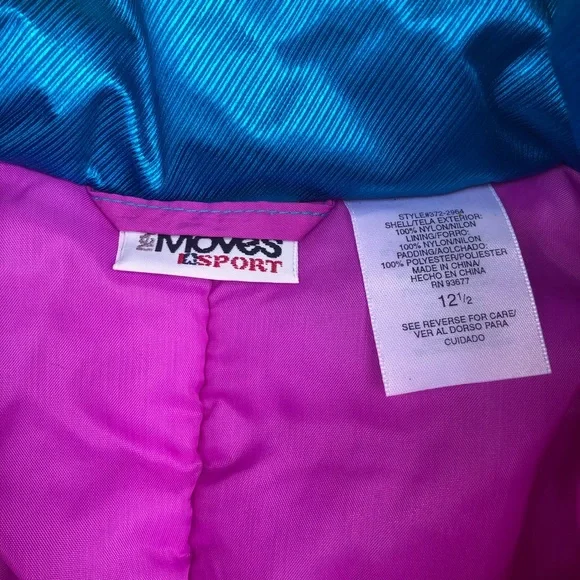 Moves
SPORT
STYLE#372-2964
SHELL/TELA EXTERIOR:
100% NYLON/NILON
LINING/FORRO:
100% NYLON/NILON
PADDING/ACOLCHADO:
100% POLYESTER/POLIESTER
MADE IN CHINA/
HECHO EN CHINA
RN 93677
12 1/2
SEE REVERSE FOR CARE/
VER AL DORSO PARA
CUIDADO